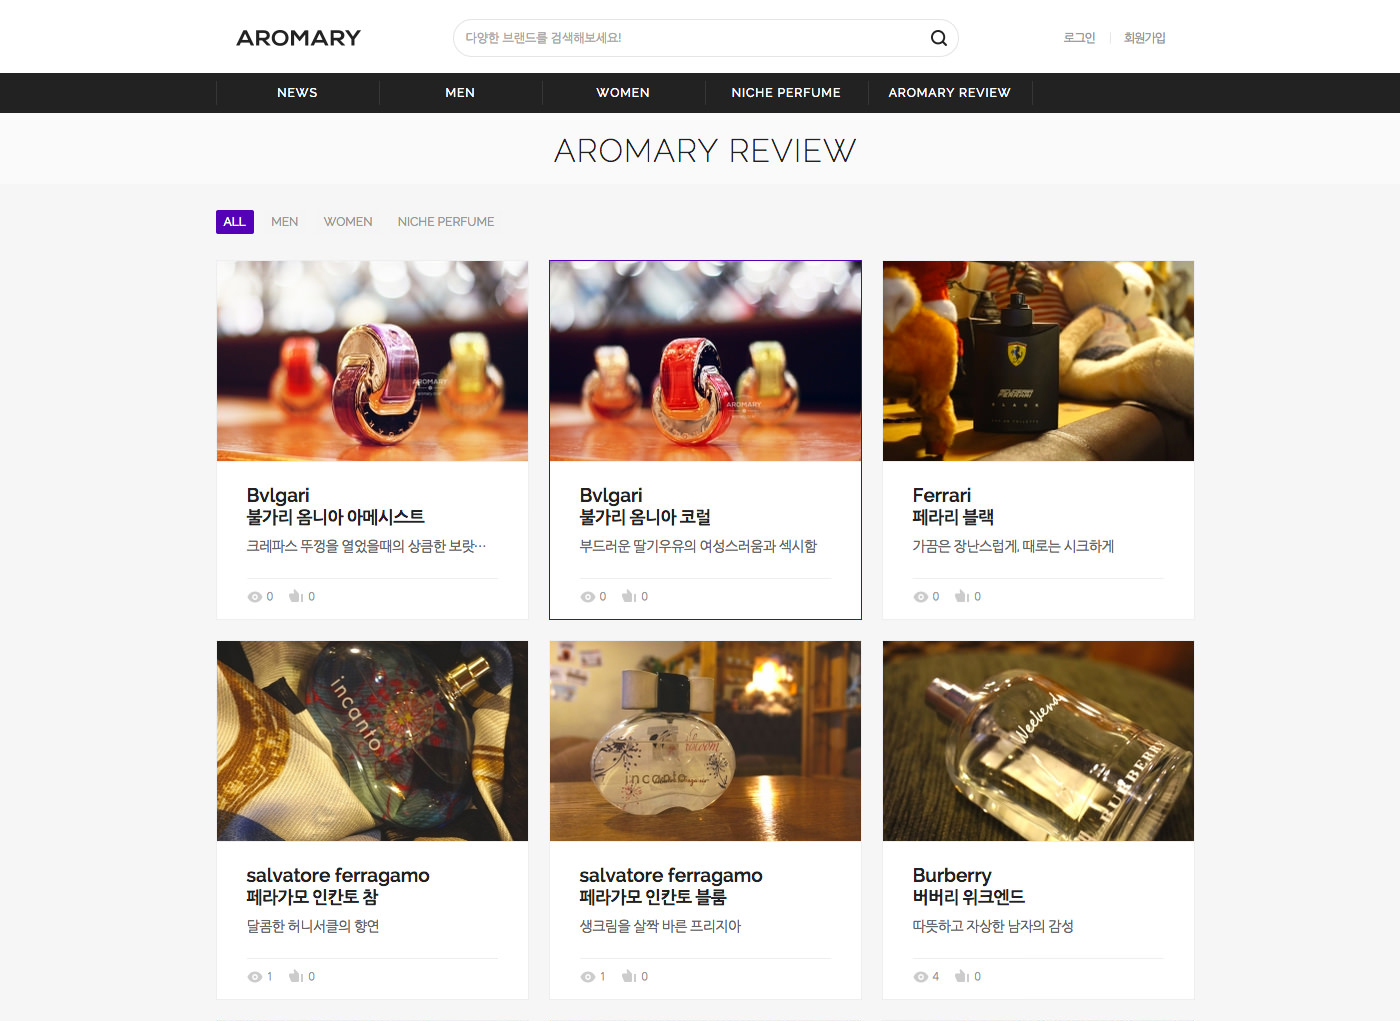 AROMARY
다양한 브랜드를 검색해보세요!
로그인
회원가입
NEWS
MEN
WOMEN
NICHE PERFUME
AROMARY REVIEW
AROMARY REVIEW
ALL
MEN
WOMEN
NICHE PERFUME
AROMARY
AROMARY
SCUDERIA
FERRARI
BLACK
Bvlgari
불가리 옴니아 아메시스트
크레파스 뚜껑을 열었을때의 상큼한 보랏…
0
0
Bvlgari
불가리 옴니아 코럴
부드러운 딸기우유의 여성스러움과 섹시함
0
0
Ferrari
페라리 블랙
가끔은 장난스럽게, 때로는 시크하게
0
0
incanto
incanto
Weekend
BURBERRY
salvatore ferragamo
페라가모 인칸토 참
달콤한 허니서클의 향연
1
0
salvatore ferragamo
페라가모 인칸토 블룸
생크림을 살짝 바른 프리지아
1
0
Burberry
버버리 위크엔드
따뜻하고 자상한 남자의 감성
4
0